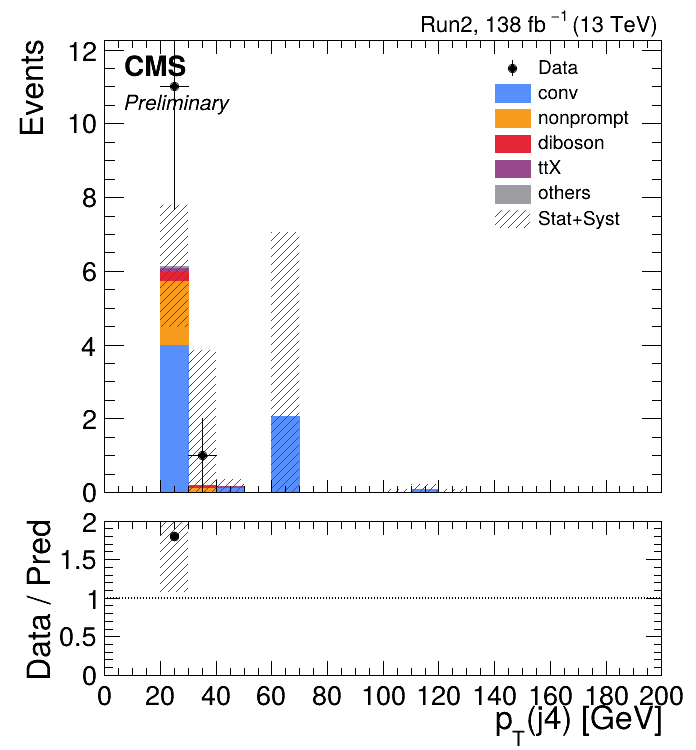 Run2, 138 fb⁻¹ (13 TeV)
CMS
Preliminary
Data
conv
nonprompt
diboson
ttX
others
Stat+Syst
Events
12
10
8
6
4
2
0
Data / Pred
2
1.5
1
0.5
0
0 20 40 60 80 100 120 140 160 180 200
p_T(j4) [GeV]